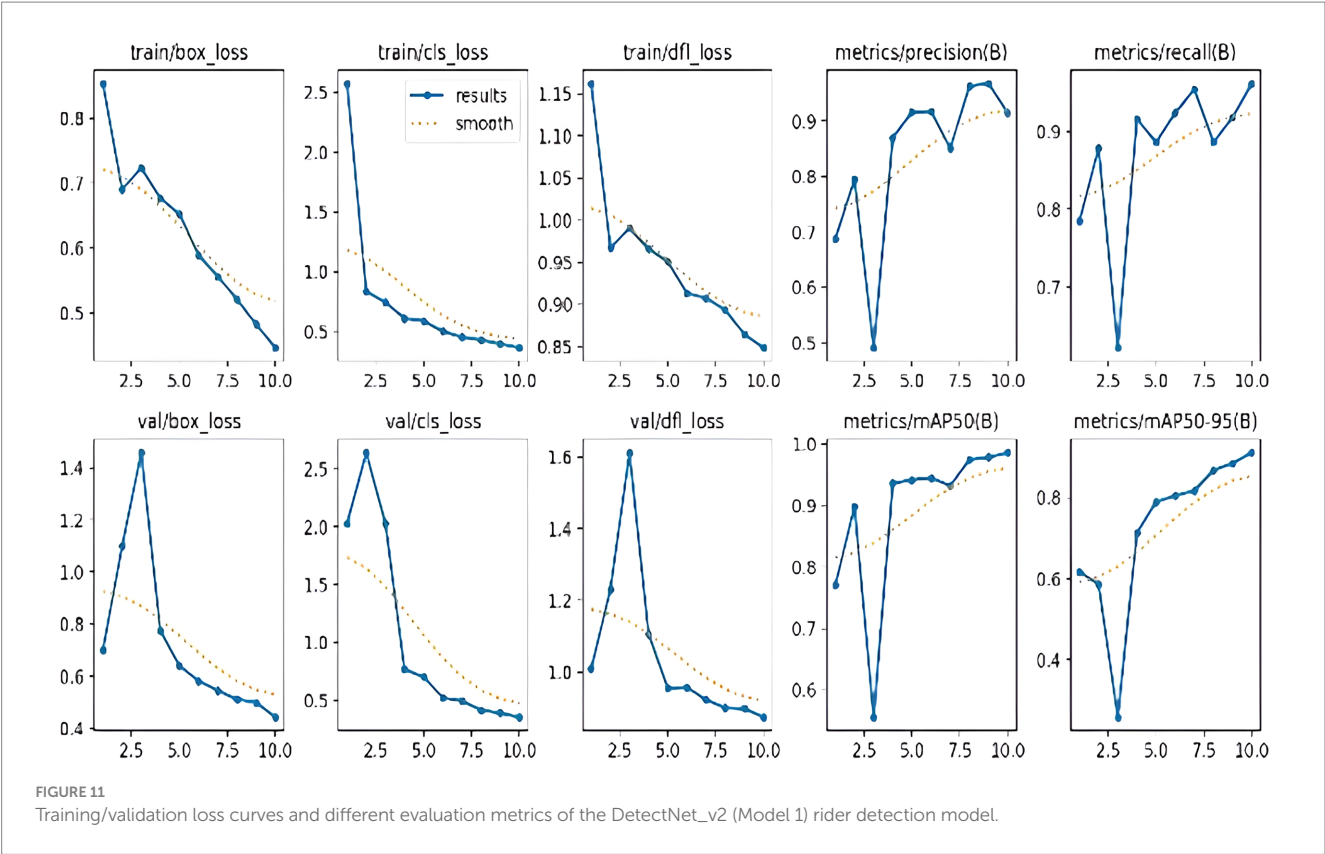 train/box_loss train/cls_loss train/dfl_loss metrics/precision(B) metrics/recall(B)
0.8
0.7
0.6
0.5
2.5 5.0 7.5 10.0
2.5
2.0
1.5
1.0
0.5
results
smooth
2.5 5.0 7.5 10.0
1.15
1.10
1.05
1.00
0.95
0.90
0.85
2.5 5.0 7.5 10.0
0.9
0.8
0.7
0.6
0.5
2.5 5.0 7.5 10.0
0.9
0.8
0.7
2.5 5.0 7.5 10.0
val/box_loss val/cls_loss val/dfl_loss metrics/mAP50(B) metrics/mAP50-95(B)
1.4
1.2
1.0
0.8
0.6
0.4
2.5 5.0 7.5 10.0
2.5
2.0
1.5
1.0
0.5
2.5 5.0 7.5 10.0
1.6
1.4
1.2
1.0
2.5 5.0 7.5 10.0
1.0
0.9
0.8
0.7
0.6
2.5 5.0 7.5 10.0
0.8
0.6
0.4
2.5 5.0 7.5 10.0
FIGURE 11
Training/validation loss curves and different evaluation metrics of the DetectNet_v2 (Model 1) rider detection model.